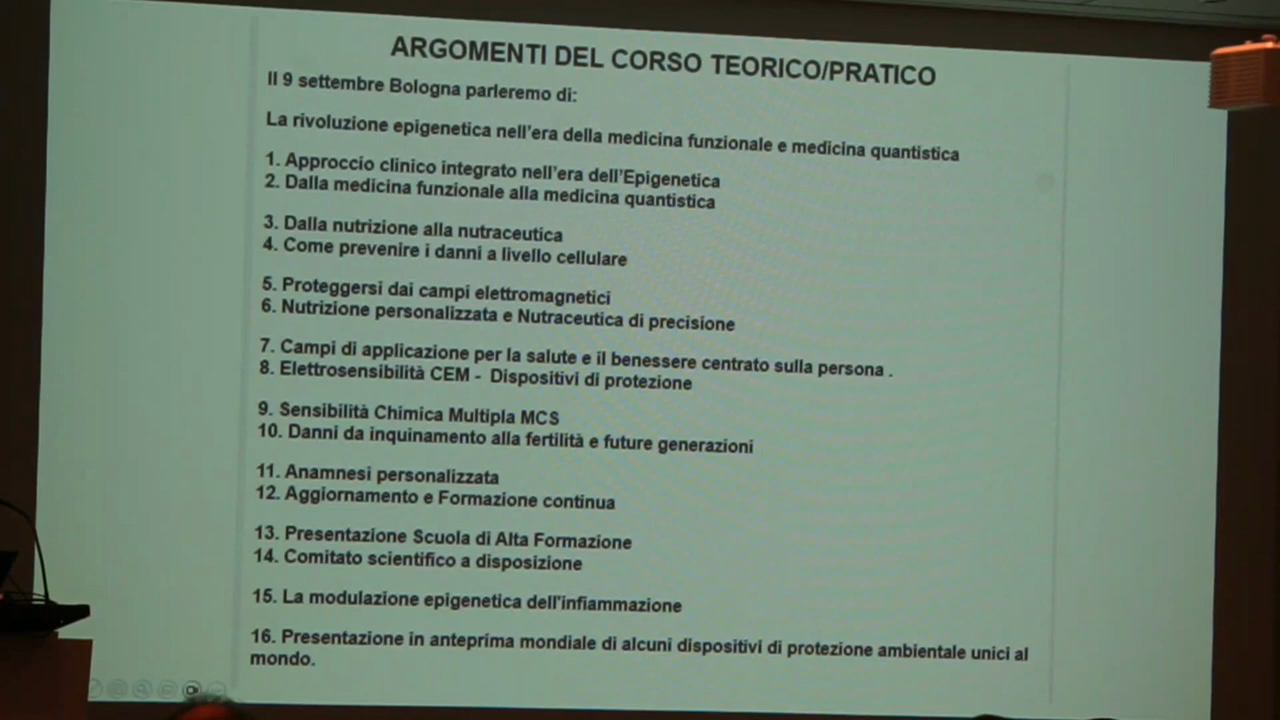 ARGOMENTI DEL CORSO TEORICO/PRATICO
Il 9 settembre Bologna parleremo di:
La rivoluzione epigenetica nell'era della medicina funzionale e medicina quantistica
1. Approccio clinico integrato nell'era dell'Epigenetica
2. Dalla medicina funzionale alla medicina quantistica
3. Dalla nutrizione alla nutraceutica
4. Come prevenire i danni a livello cellulare
5. Proteggersi dai campi elettromagnetici
6. Nutrizione personalizzata e Nutraceutica di precisione
7. Campi di applicazione per la salute e il benessere centrato sulla persona .
8. Elettrosensibilità CEM - Dispositivi di protezione
9. Sensibilità Chimica Multipla MCS
10. Danni da inquinamento alla fertilità e future generazioni
11. Anamnesi personalizzata
12. Aggiornamento e Formazione continua
13. Presentazione Scuola di Alta Formazione
14. Comitato scientifico a disposizione
15. La modulazione epigenetica dell'infiammazione
16. Presentazione in anteprima mondiale di alcuni dispositivi di protezione ambientale unici al
mondo.